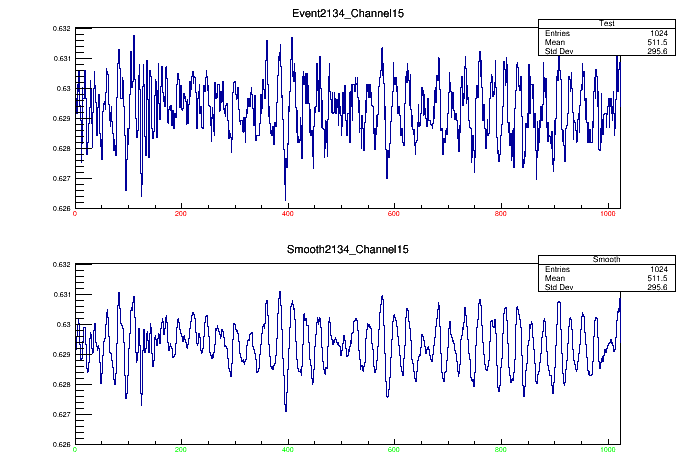 Event2134_Channel15
Test
Entries 1024
Mean 511.5
Std Dev 295.6
0.632
0.631
0.63
0.629
0.628
0.627
0.626
0 200 400 600 800 1000
Smooth2134_Channel15
Smooth
Entries 1024
Mean 511.5
Std Dev 295.6
0.632
0.631
0.63
0.629
0.628
0.627
0.626
0 200 400 600 800 1000